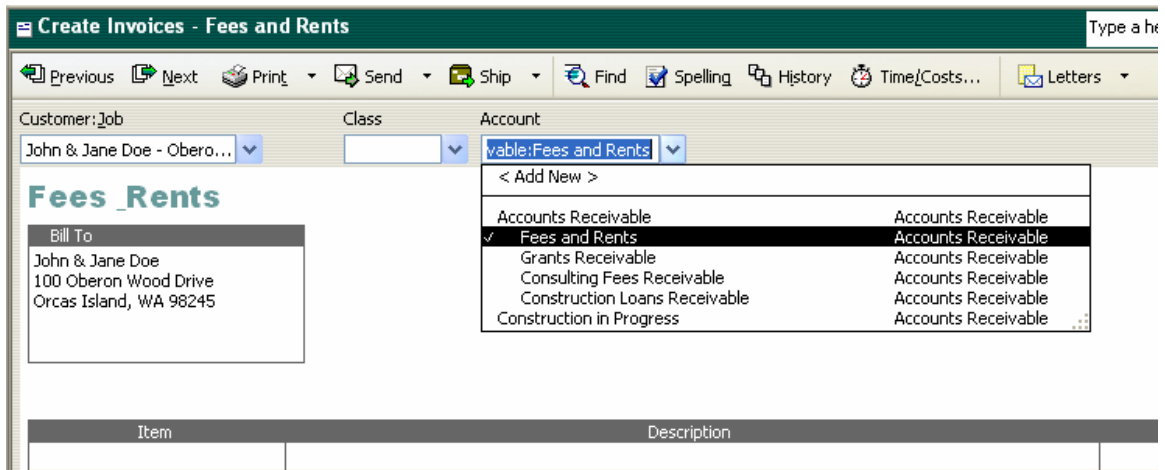 Create Invoices - Fees and Rents
Type a he
Previous Next Print Send Ship Find Spelling History Time/Costs... Letters
Customer:Job Class Account
John & Jane Doe - Obero... vable:Fees and Rents
< Add New >
Fees _Rents
Accounts Receivable Accounts Receivable
Bill To
✓ Fees and Rents Accounts Receivable
John & Jane Doe
Grants Receivable Accounts Receivable
100 Oberon Wood Drive
Consulting Fees Receivable Accounts Receivable
Orcas Island, WA 98245
Construction Loans Receivable Accounts Receivable
Construction in Progress Accounts Receivable
Item Description